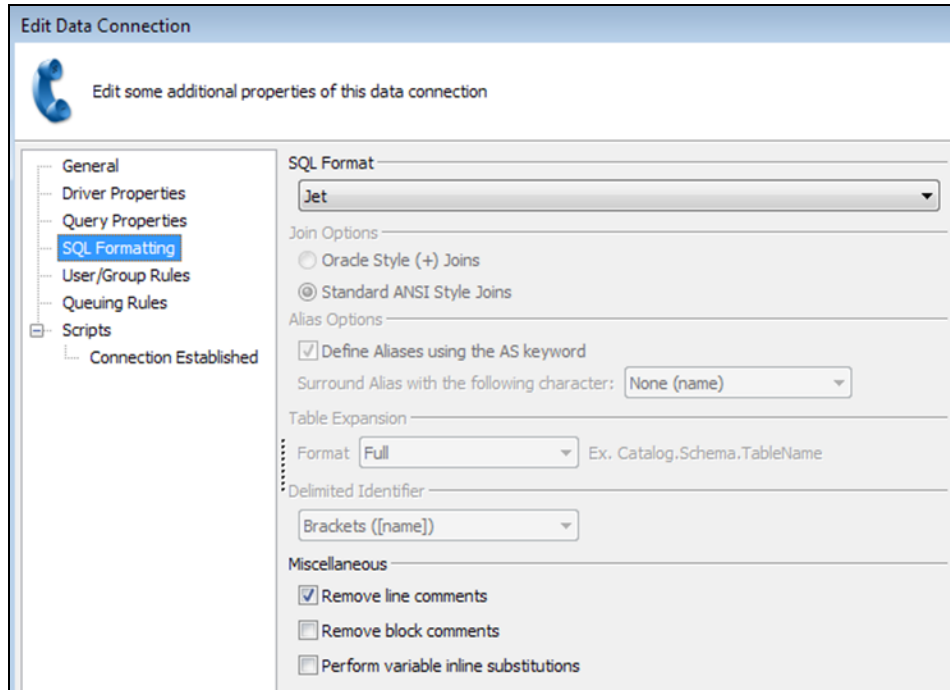 Edit Data Connection
Edit some additional properties of this data connection
General
Driver Properties
Query Properties
SQL Formatting
User/Group Rules
Queuing Rules
Scripts
Connection Established
SQL Format
Jet
Join Options
Oracle Style (+) Joins
Standard ANSI Style Joins
Alias Options
Define Aliases using the AS keyword
Surround Alias with the following character: None (name)
Table Expansion
Format Full Ex. Catalog.Schema.TableName
Delimited Identifier
Brackets ([name])
Miscellaneous
Remove line comments
Remove block comments
Perform variable inline substitutions